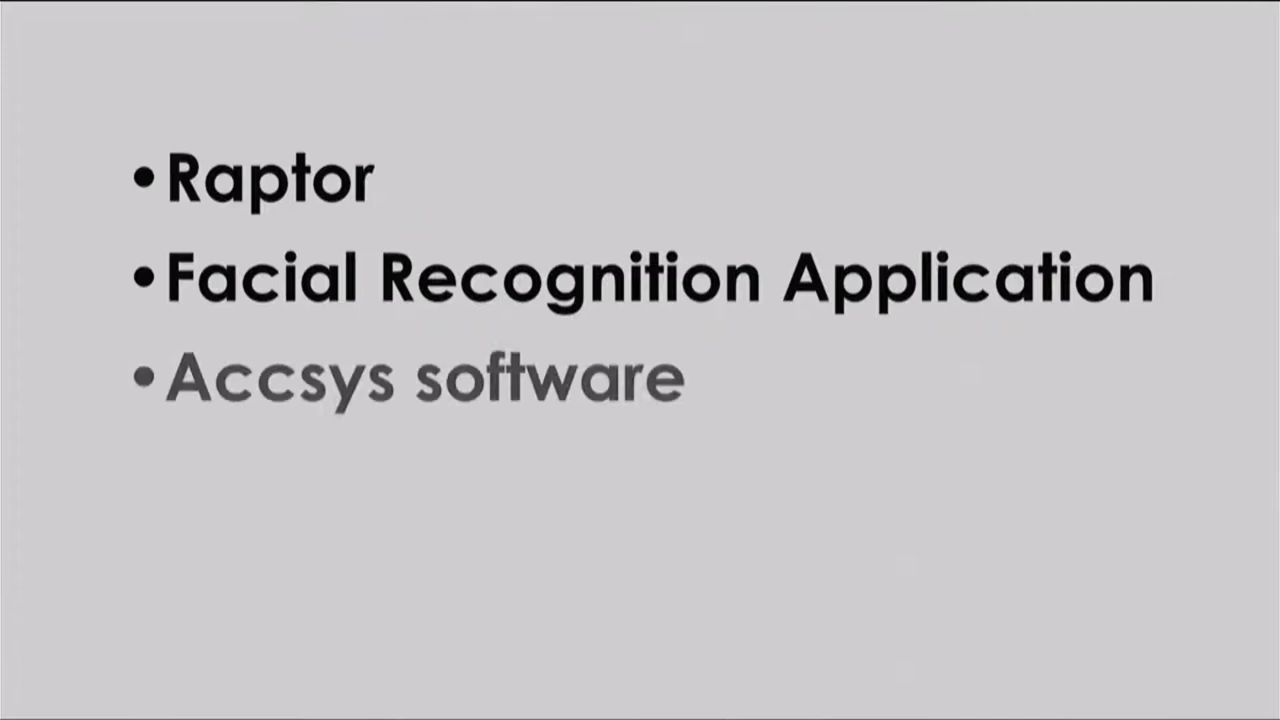 •Raptor
•Facial Recognition Application
•Accsys software